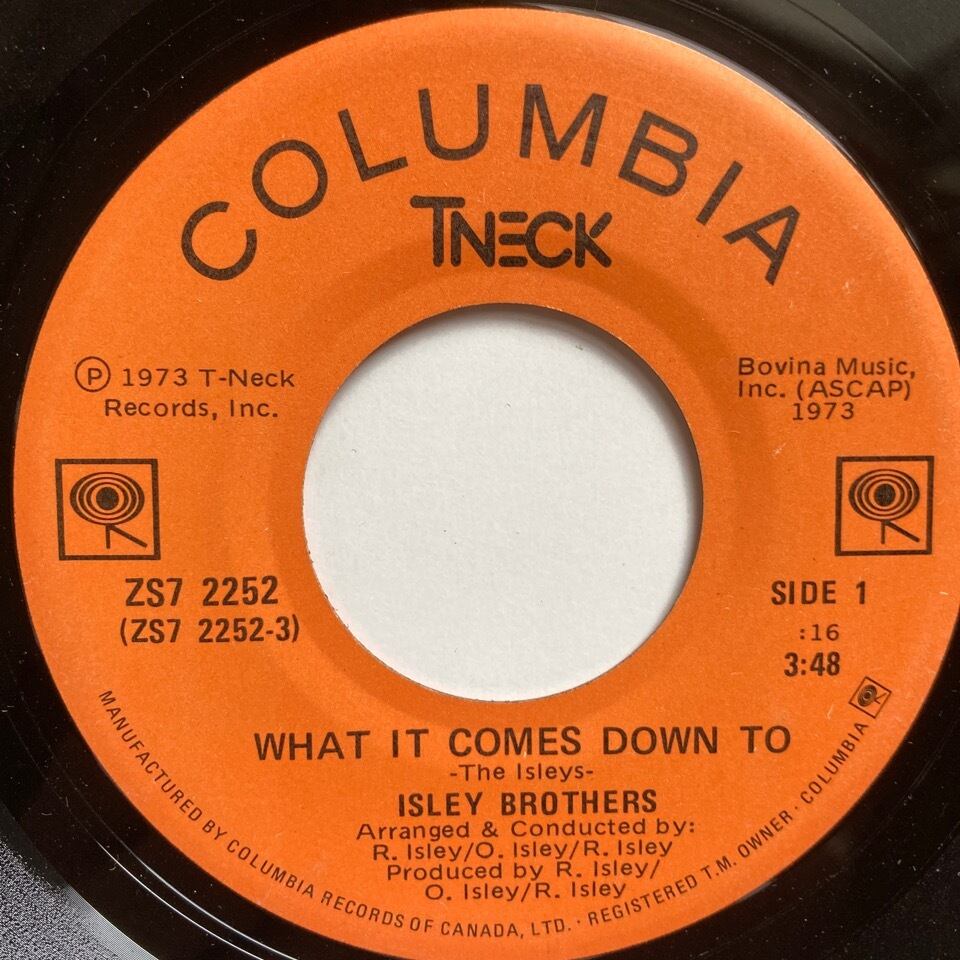 COLUMBIA
TNECK
Ⓟ 1973 T-Neck
Records, Inc.
Bovina Music,
Inc. (ASCAP)
1973
ZS7 2252
(ZS7 2252-3)
SIDE 1
:16
3:48
WHAT IT COMES DOWN TO
-The Isleys-
ISLEY BROTHERS
Arranged & Conducted by:
R. Isley/O. Isley/R. Isley
Produced by R. Isley/
O. Isley/R. Isley
MANUFACTURED BY COLUMBIA RECORDS OF CANADA, LTD. · REGISTERED T.M. OWNER · COLUMBIA